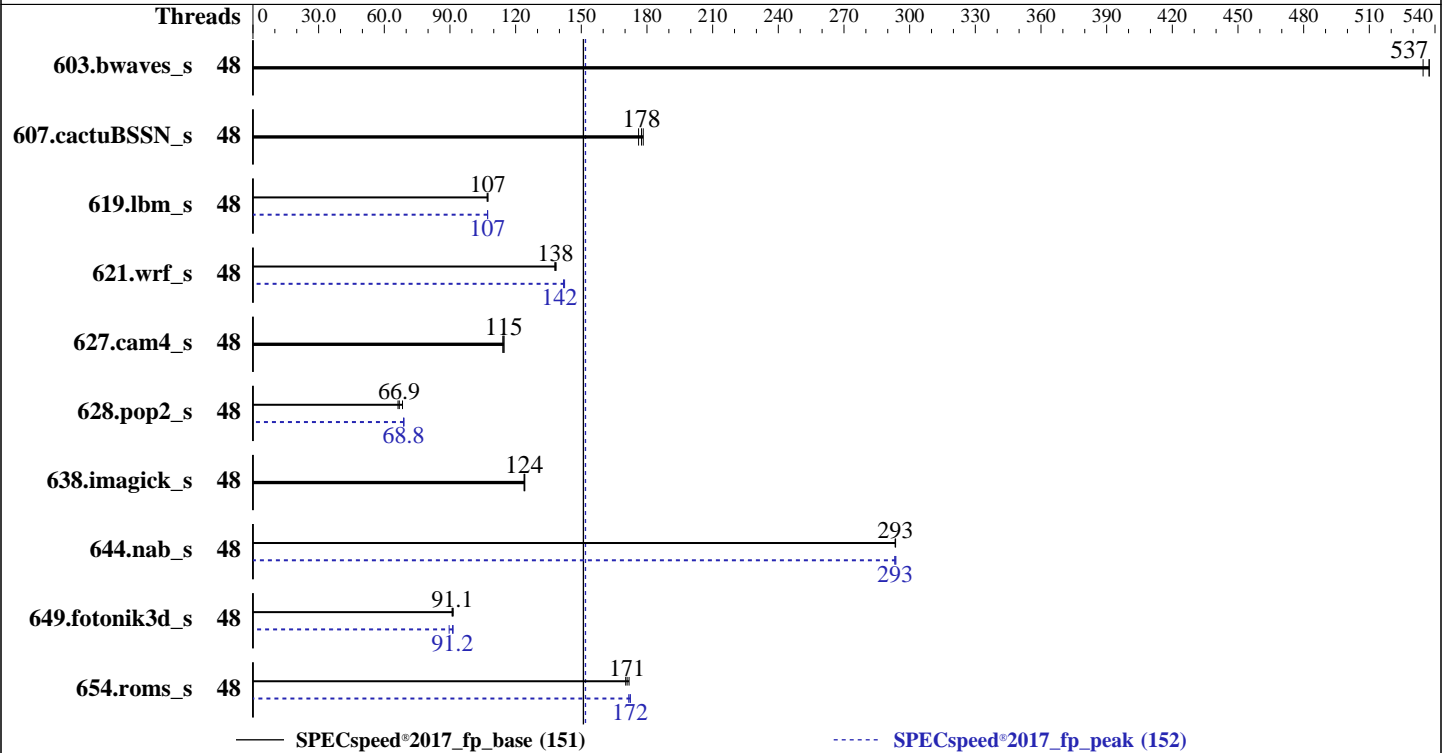 Threads 0 30.0 60.0 90.0 120 150 180 210 240 270 300 330 360 390 420 450 480 510 540
537
603.bwaves_s 48
178
607.cactuBSSN_s 48
107
619.lbm_s 48
107
138
621.wrf_s 48
142
115
627.cam4_s 48
66.9
628.pop2_s 48
68.8
124
638.imagick_s 48
293
644.nab_s 48
293
91.1
649.fotonik3d_s 48
91.2
171
654.roms_s 48
172
SPECspeed®2017_fp_base (151) SPECspeed®2017_fp_peak (152)